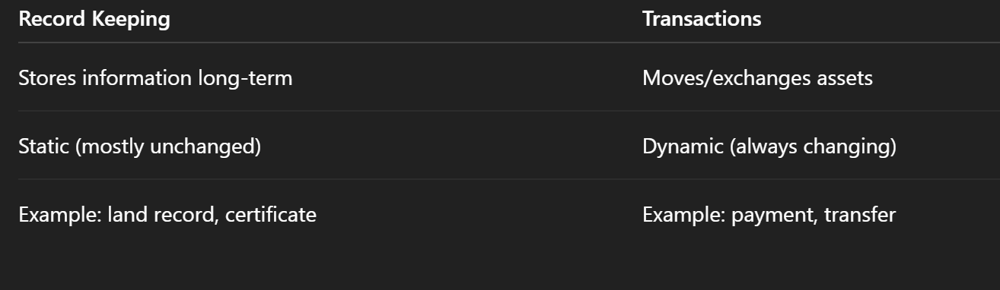 Record Keeping Transactions
Stores information long-term Moves/exchanges assets
Static (mostly unchanged) Dynamic (always changing)
Example: land record, certificate Example: payment, transfer